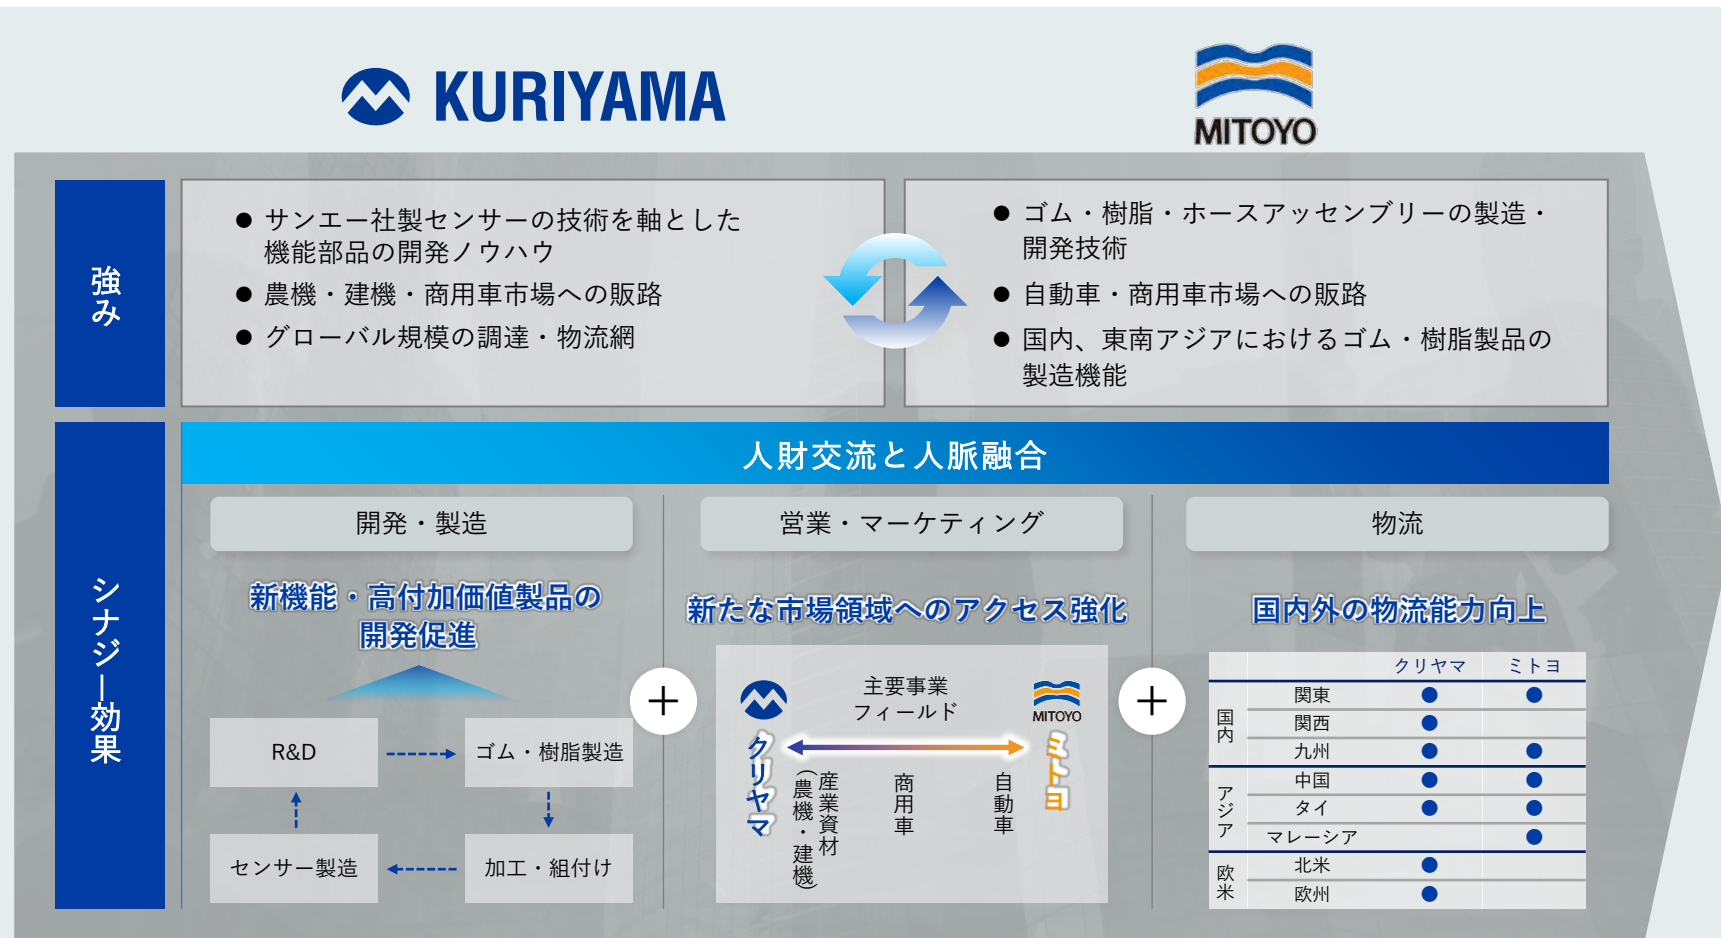 KURIYAMA
MITOYO
強み
● サンエー社製センサーの技術を軸とした
機能部品の開発ノウハウ
● 農機・建機・商用車市場への販路
● グローバル規模の調達・物流網
● ゴム・樹脂・ホースアッセンブリーの製造・
開発技術
● 自動車・商用車市場への販路
● 国内、東南アジアにおけるゴム・樹脂製品の
製造機能
シナジー効果
人財交流と人脈融合
開発・製造
新機能・高付加価値製品の
開発促進
R&D
ゴム・樹脂製造
センサー製造
加工・組付け
+
営業・マーケティング
新たな市場領域へのアクセス強化
主要事業
フィールド
MITOYO
クリヤマ
ミトヨ
産業資材
(農機・建機)
商用車
自動車
+
物流
国内外の物流能力向上
クリヤマ ミトヨ
国内
関東 ● ●
関西 ●
九州 ● ●
アジア
中国 ● ●
タイ ● ●
マレーシア ●
欧米
北米 ●
欧州 ●